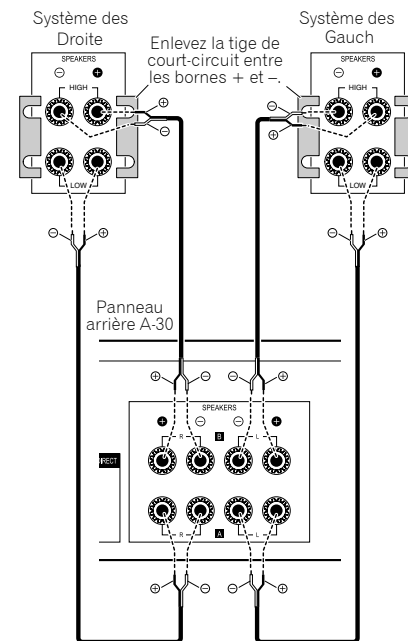 Système des
Droite
Système des
Gauch
Enlevez la tige de
court-circuit entre
les bornes + et –.
SPEAKERS
⊖ ⊕
HIGH
LOW
⊕
⊖
⊖ ⊕
SPEAKERS
⊖ ⊕
HIGH
LOW
⊖
⊕
⊖ ⊕
Panneau
arrière A-30
⊕ ⊖ ⊖ ⊕
SPEAKERS
⊕ ⊖ ⊖ ⊕
R B L
IRECT
R A L
⊕ ⊖ ⊖ ⊕